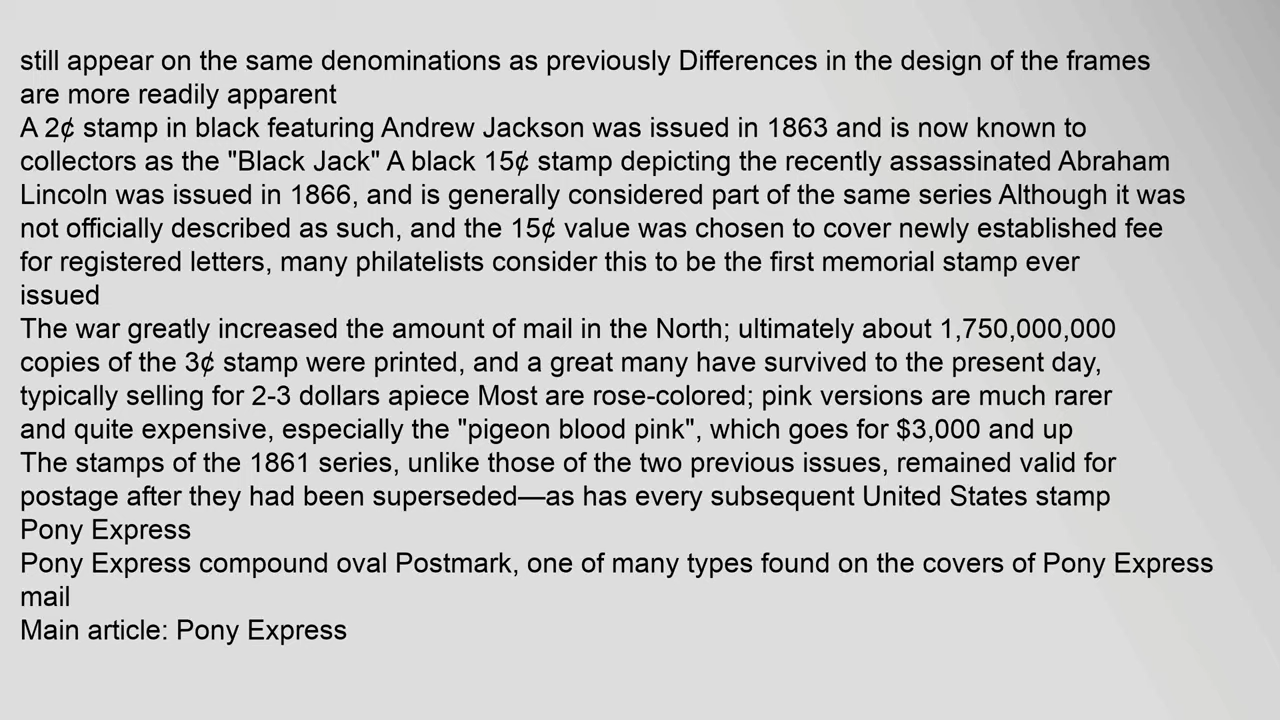 still appear on the same denominations as previously Differences in the design of the frames
are more readily apparent
A 2¢ stamp in black featuring Andrew Jackson was issued in 1863 and is now known to
collectors as the "Black Jack" A black 15¢ stamp depicting the recently assassinated Abraham
Lincoln was issued in 1866, and is generally considered part of the same series Although it was
not officially described as such, and the 15¢ value was chosen to cover newly established fee
for registered letters, many philatelists consider this to be the first memorial stamp ever
issued
The war greatly increased the amount of mail in the North; ultimately about 1,750,000,000
copies of the 3¢ stamp were printed, and a great many have survived to the present day,
typically selling for 2-3 dollars apiece Most are rose-colored; pink versions are much rarer
and quite expensive, especially the "pigeon blood pink", which goes for $3,000 and up
The stamps of the 1861 series, unlike those of the two previous issues, remained valid for
postage after they had been superseded—as has every subsequent United States stamp
Pony Express
Pony Express compound oval Postmark, one of many types found on the covers of Pony Express
mail
Main article: Pony Express